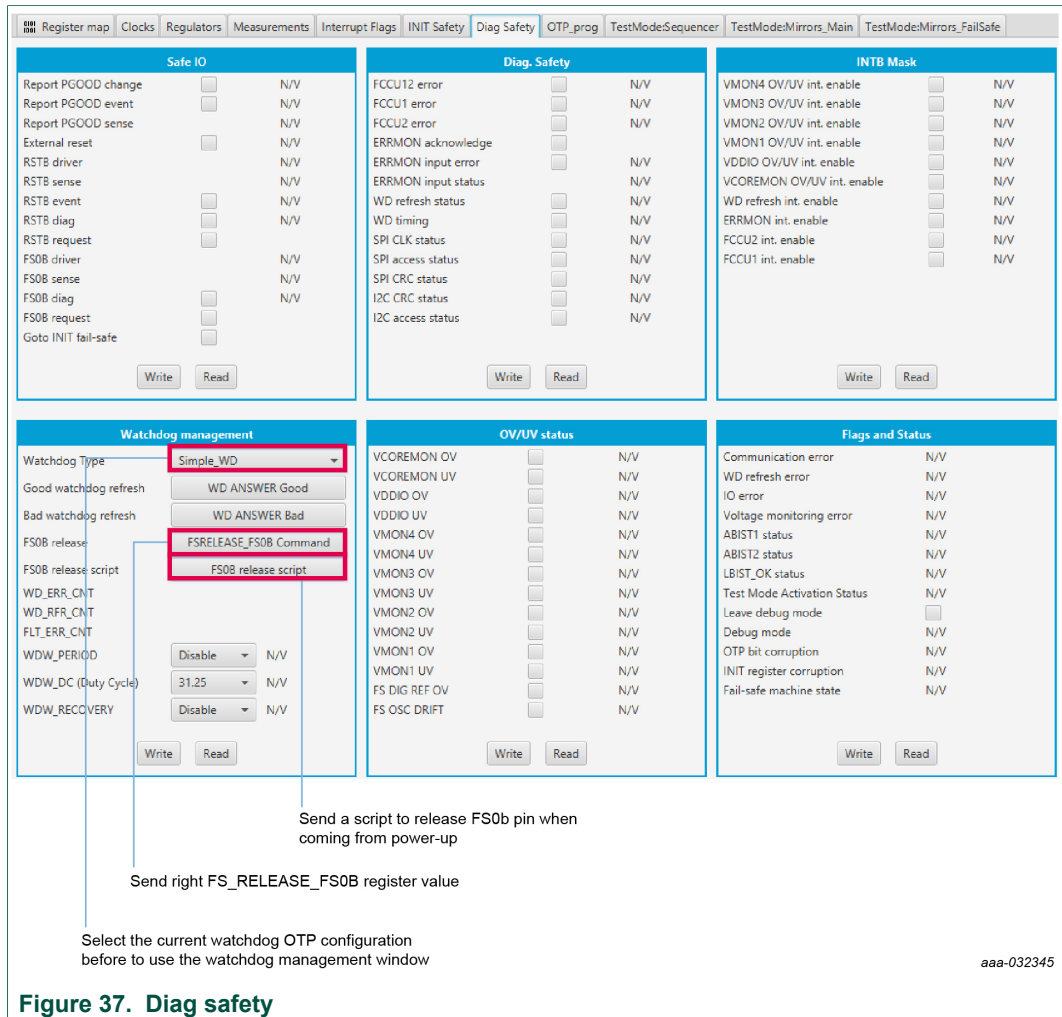 Register map Clocks Regulators Measurements Interrupt Flags INIT Safety Diag Safety OTP_prog TestMode:Sequencer TestMode:Mirrors_Main TestMode:Mirrors_FailSafe
Safe IO
Report PGOOD change N/V
Report PGOOD event N/V
Report PGOOD sense N/V
External reset N/V
RSTB driver N/V
RSTB sense N/V
RSTB event N/V
RSTB diag N/V
RSTB request
FS0B driver N/V
FS0B sense N/V
FS0B diag N/V
FS0B request
Goto INIT fail-safe
Write Read
Diag. Safety
FCCU12 error N/V
FCCU1 error N/V
FCCU2 error N/V
ERRMON acknowledge
ERRMON input error N/V
ERRMON input status N/V
WD refresh status N/V
WD timing N/V
SPI CLK status N/V
SPI access status N/V
SPI CRC status N/V
I2C CRC status N/V
I2C access status N/V
Write Read
INTB Mask
VMON4 OV/UV int. enable N/V
VMON3 OV/UV int. enable N/V
VMON2 OV/UV int. enable N/V
VMON1 OV/UV int. enable N/V
VDDIO OV/UV int. enable N/V
VCOREMON OV/UV int. enable N/V
WD refresh int. enable N/V
ERRMON int. enable N/V
FCCU2 int. enable N/V
FCCU1 int. enable N/V
Write Read
Watchdog management
Watchdog Type Simple_WD
Good watchdog refresh WD ANSWER Good
Bad watchdog refresh WD ANSWER Bad
FS0B release FSRELEASE_FS0B Command
FS0B release script FS0B release script
WD_ERR_CNT
WD_RFR_CNT
FLT_ERR_CNT
WDW_PERIOD Disable N/V
WDW_DC (Duty Cycle) 31.25 N/V
WDW_RECOVERY Disable N/V
Write Read
OV/UV status
VCOREMON OV N/V
VCOREMON UV N/V
VDDIO OV N/V
VDDIO UV N/V
VMON4 OV N/V
VMON4 UV N/V
VMON3 OV N/V
VMON3 UV N/V
VMON2 OV N/V
VMON2 UV N/V
VMON1 OV N/V
VMON1 UV N/V
FS DIG REF OV N/V
FS OSC DRIFT N/V
Write Read
Flags and Status
Communication error N/V
WD refresh error N/V
IO error N/V
Voltage monitoring error N/V
ABIST1 status N/V
ABIST2 status N/V
LBIST_OK status N/V
Test Mode Activation Status N/V
Leave debug mode
Debug mode N/V
OTP bit corruption N/V
INIT register corruption N/V
Fail-safe machine state N/V
Write Read
Send a script to release FS0b pin when
coming from power-up
Send right FS_RELEASE_FS0B register value
Select the current watchdog OTP configuration
before to use the watchdog management window
aaa-032345
Figure 37. Diag safety